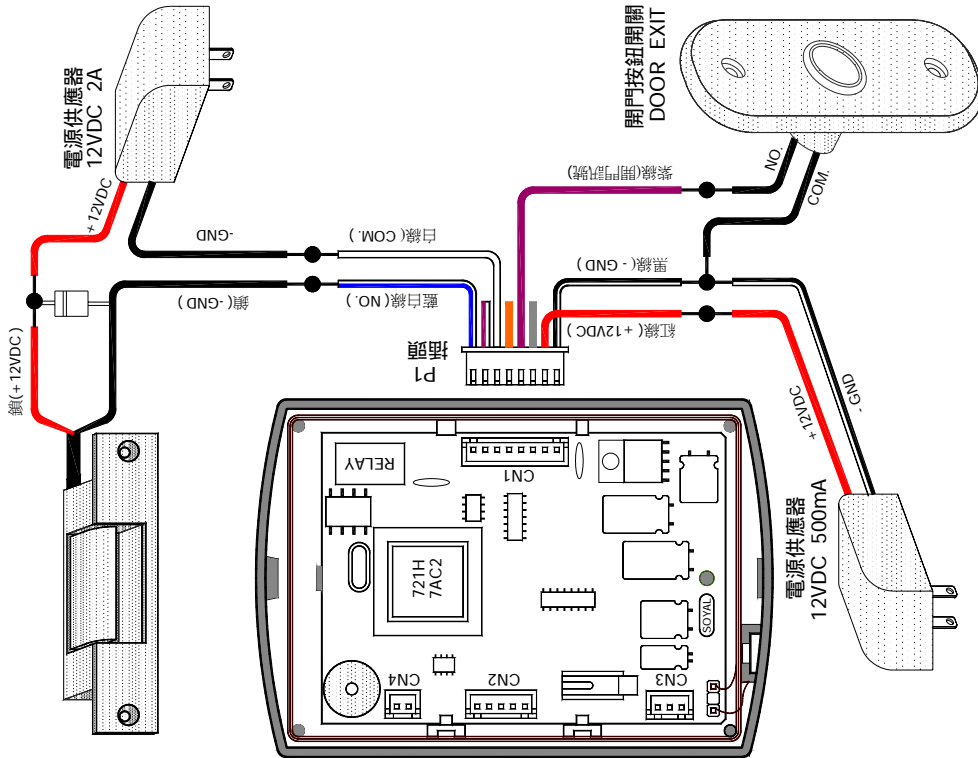 電源供應器
12VDC 2A
開門按鈕開關
DOOR EXIT
NO.
COM.
+12VDC
-GND
白線(COM.)
紫線(開門訊號)
黑線(-GND)
鎖(-GND)
藍白線(NO.)
紅線(+12VDC)
鎖(+12VDC)
P1
插頭
-GND
+12VDC
電源供應器
12VDC 500mA
RELAY
CN1
721H
7AC2
SOYAL
CN4
CN2
CN3